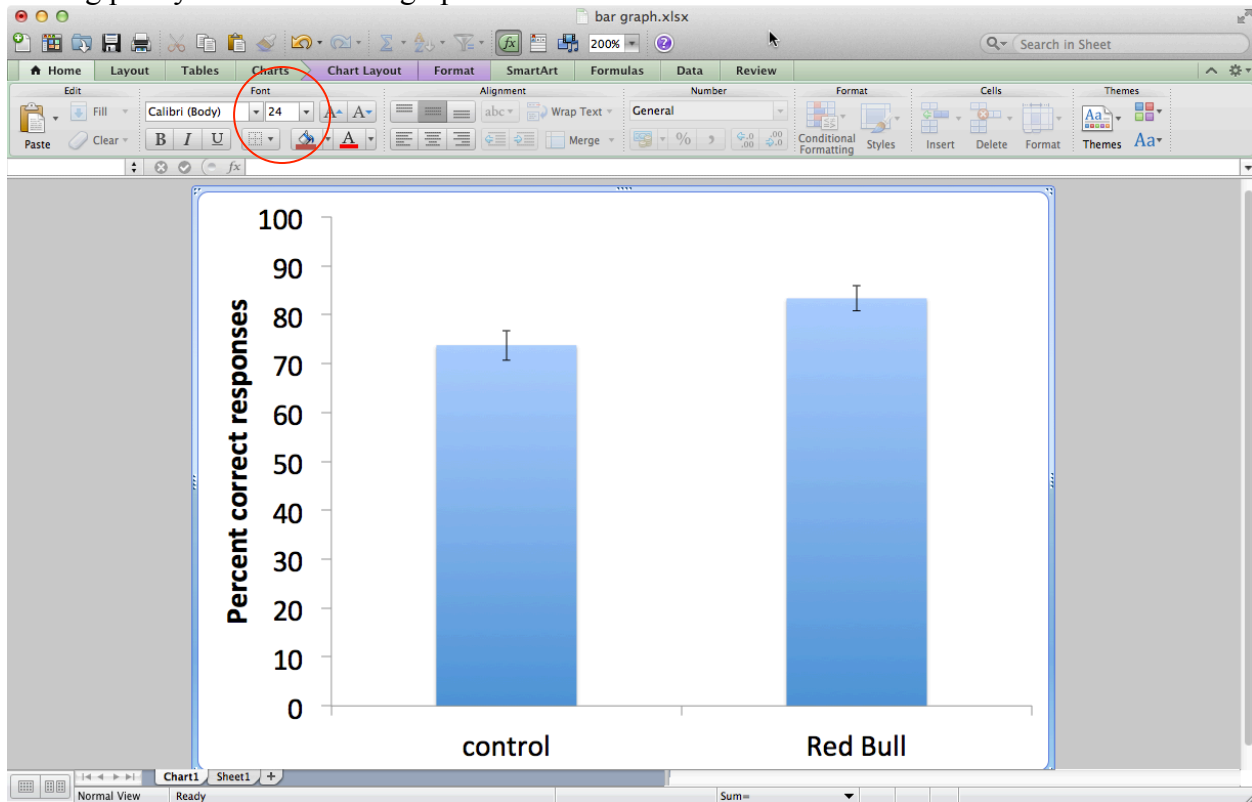 bar graph.xlsx
200%
Search in Sheet
Home Layout Tables Charts Chart Layout Format SmartArt Formulas Data Review
Edit Font Alignment Number Format Cells Themes
Fill Calibri (Body) 24 A A abc Wrap Text General
Paste Clear B I U A Merge % Conditional Formatting Styles Insert Delete Format Themes Aa
fx
100
90
80
70
60
50
40
30
20
10
0
Percent correct responses
control Red Bull
Chart1 Sheet1 +
Normal View Ready Sum=